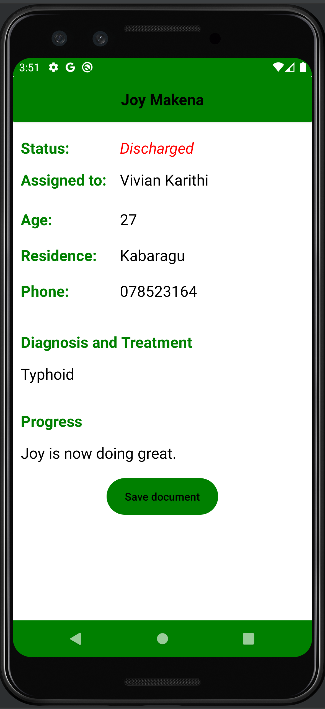 3:51
Joy Makena
Status: Discharged
Assigned to: Vivian Karithi
Age: 27
Residence: Kabaragu
Phone: 078523164
Diagnosis and Treatment
Typhoid
Progress
Joy is now doing great.
Save document